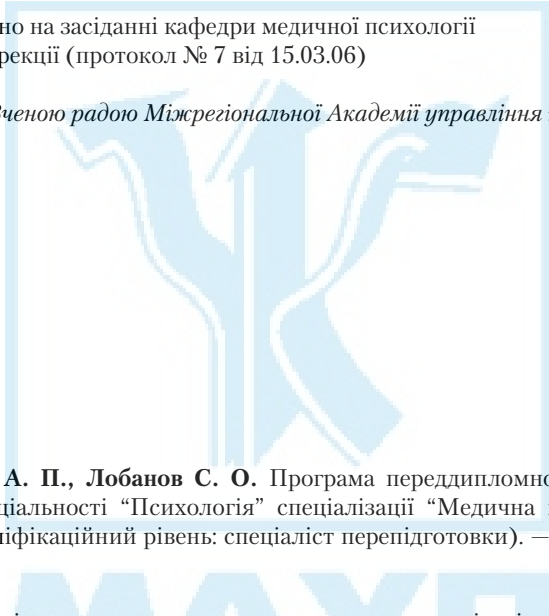 но на засіданні кафедри медичної психології
рекції (протокол № 7 від 15.03.06)
ченою радою Міжрегіональної Академії управління
А. П., Лобанов С. О. Програма переддипломно
ціальності “Психологія” спеціалізації “Медична
ліфікаційний рівень: спеціаліст перепідготовки). —
МАУП